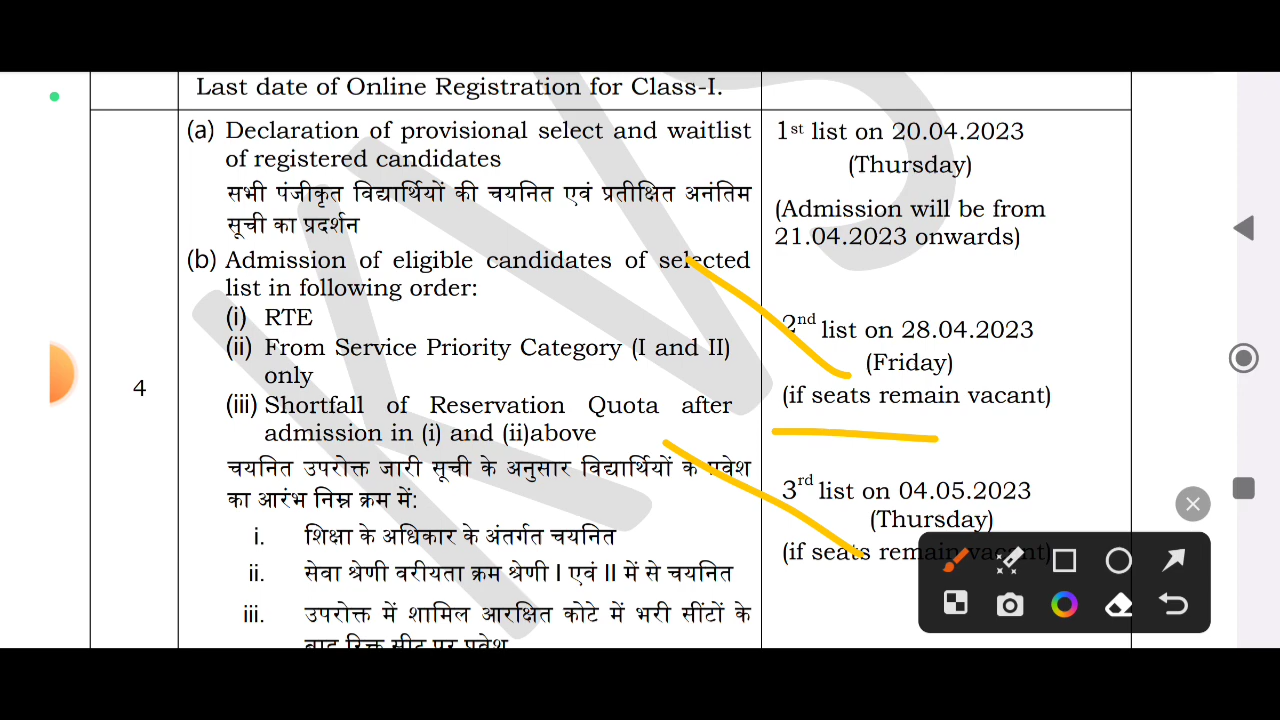 Last date of Online Registration for Class-I.
(a) Declaration of provisional select and waitlist
of registered candidates
सभी पंजीकृत विद्यार्थियों की चयनित एवं प्रतीक्षित अनंतिम
सूची का प्रदर्शन
(b) Admission of eligible candidates of selected
list in following order:
(i) RTE
(ii) From Service Priority Category (I and II)
only
(iii) Shortfall of Reservation Quota after
admission in (i) and (ii)above
चयनित उपरोक्त जारी सूची के अनुसार विद्यार्थियों के प्रवेश
का आरंभ निम्न क्रम में:
i. शिक्षा के अधिकार के अंतर्गत चयनित
ii. सेवा श्रेणी वरीयता क्रम श्रेणी I एवं II में से चयनित
iii. उपरोक्त में शामिल आरक्षित कोटे में भरी सींटों के
बाद रिक्त सीट पर प्रवेश
4
1st list on 20.04.2023
(Thursday)
(Admission will be from
21.04.2023 onwards)
2nd list on 28.04.2023
(Friday)
(if seats remain vacant)
3rd list on 04.05.2023
(Thursday)
(if seats remain vacant)
KVS